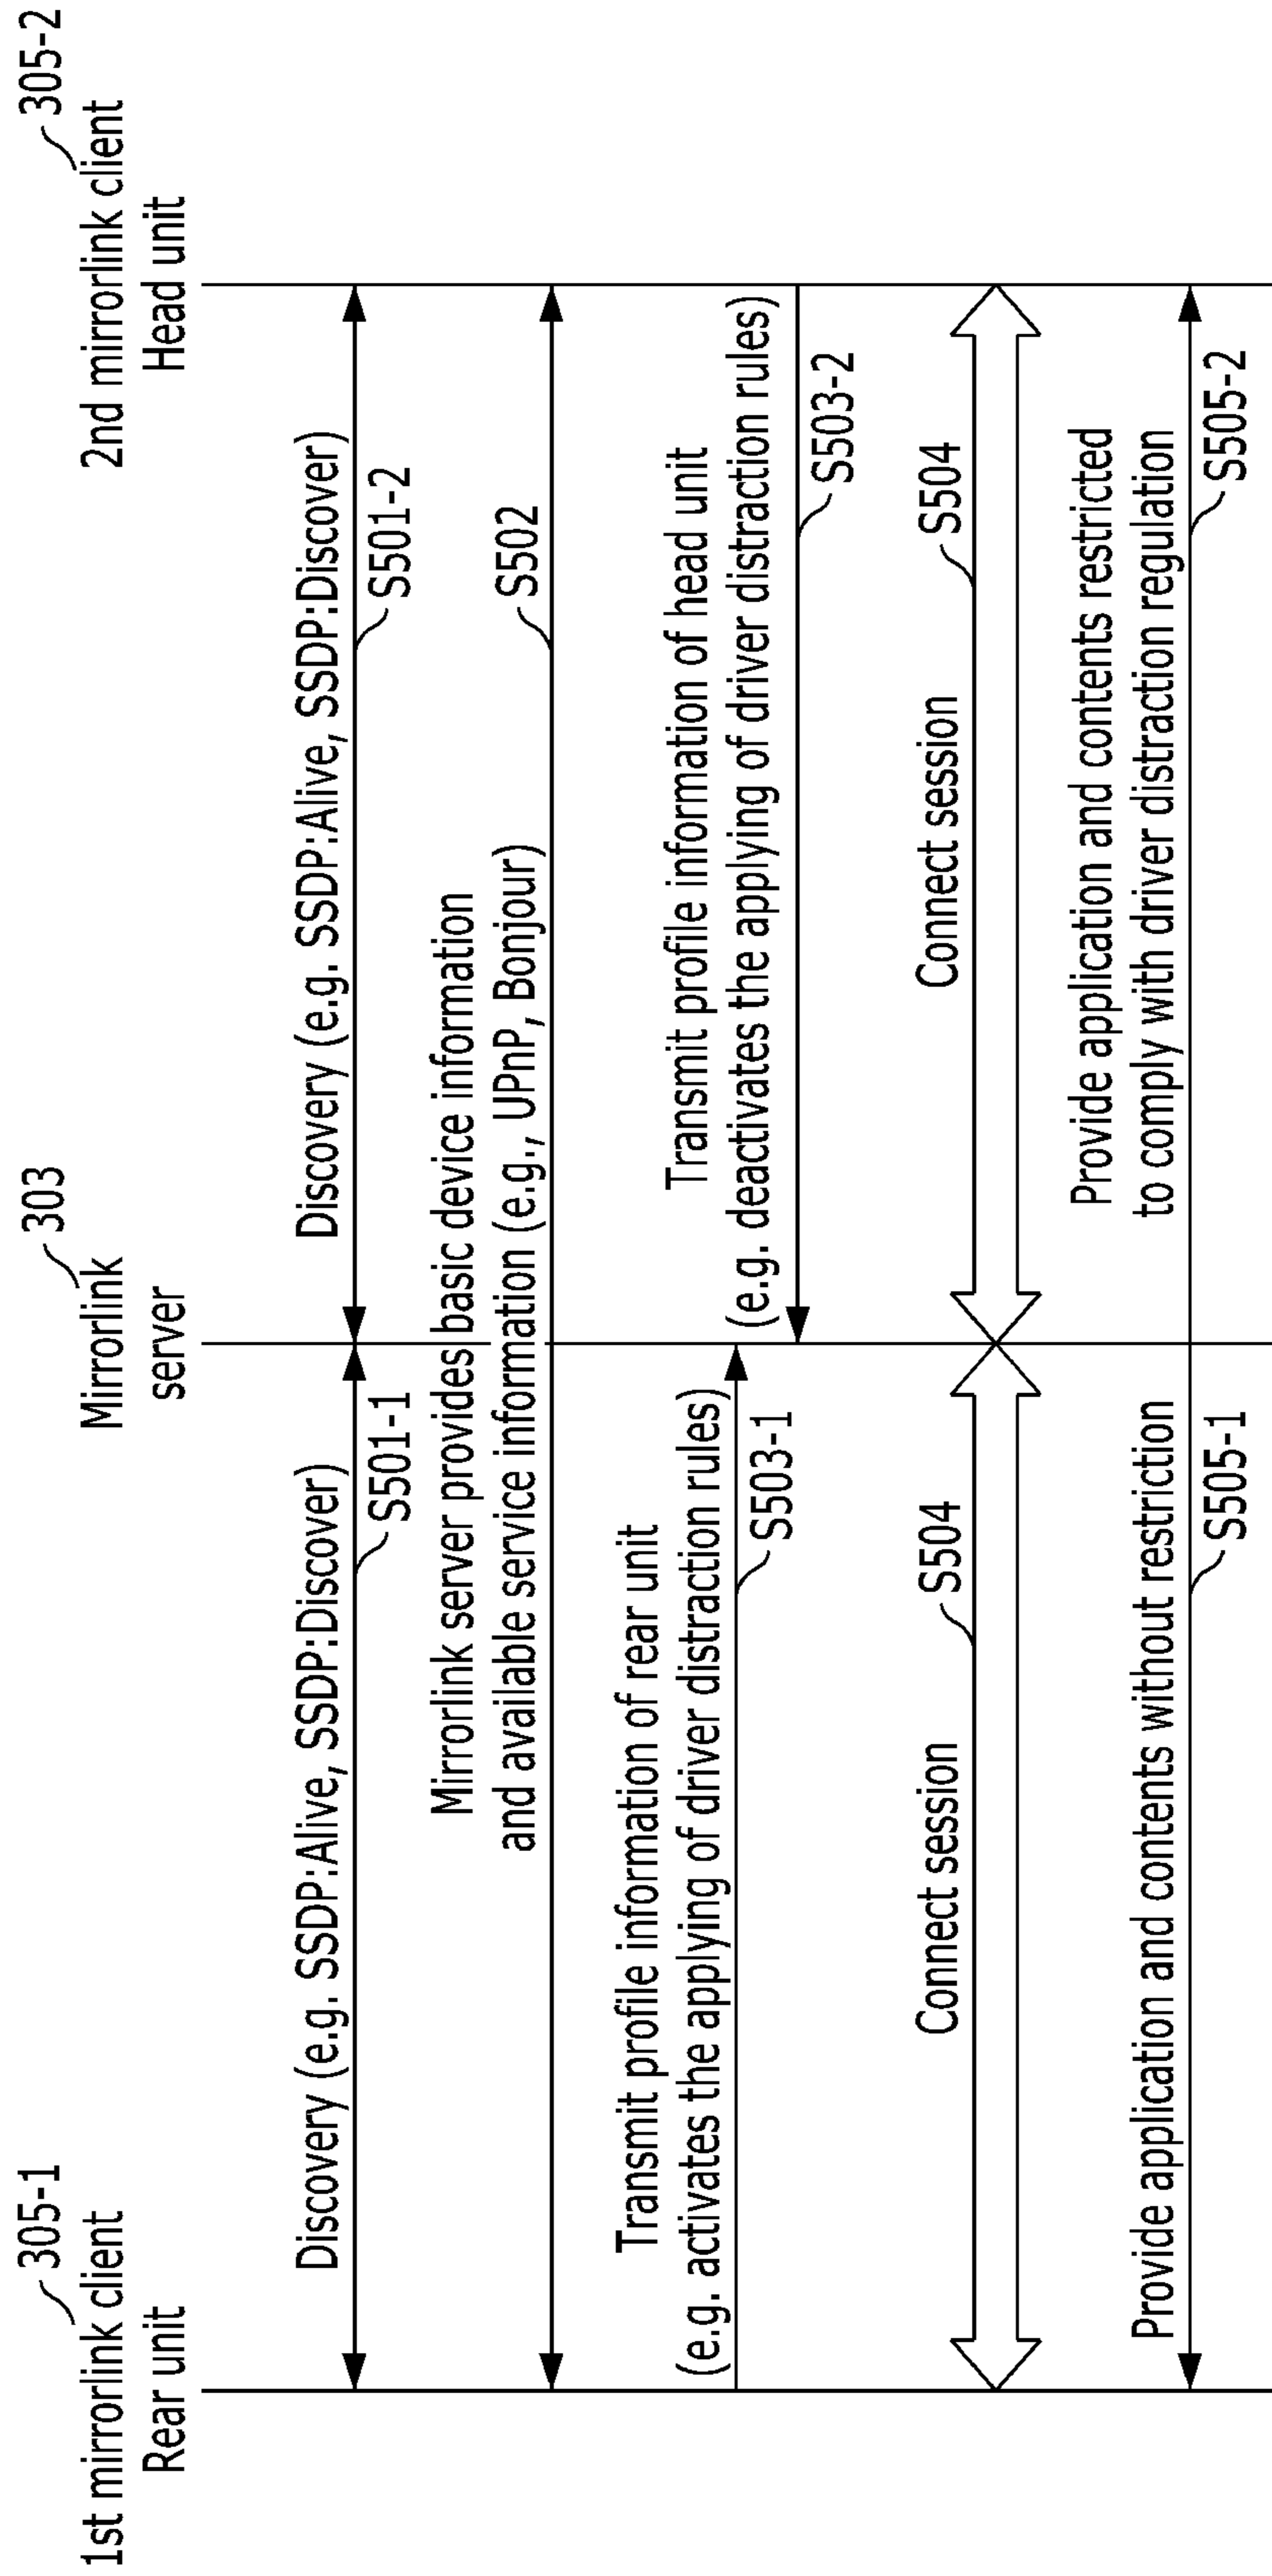 305-1
1st mirrorlink client
Rear unit
303
Mirrorlink
server
305-2
2nd mirrorlink client
Head unit
Discovery (e.g. SSDP:Alive, SSDP:Discover)
S501-1
Discovery (e.g. SSDP:Alive, SSDP:Discover)
S501-2
Mirrorlink server provides basic device information
and available service information (e.g., UPnP, Bonjour)
S502
Transmit profile information of rear unit
(e.g. activates the applying of driver distraction rules)
S503-1
Transmit profile information of head unit
(e.g. deactivates the applying of driver distraction rules)
S503-2
Connect session
S504
Connect session
S504
Provide application and contents without restriction
S505-1
Provide application and contents restricted
to comply with driver distraction regulation
S505-2